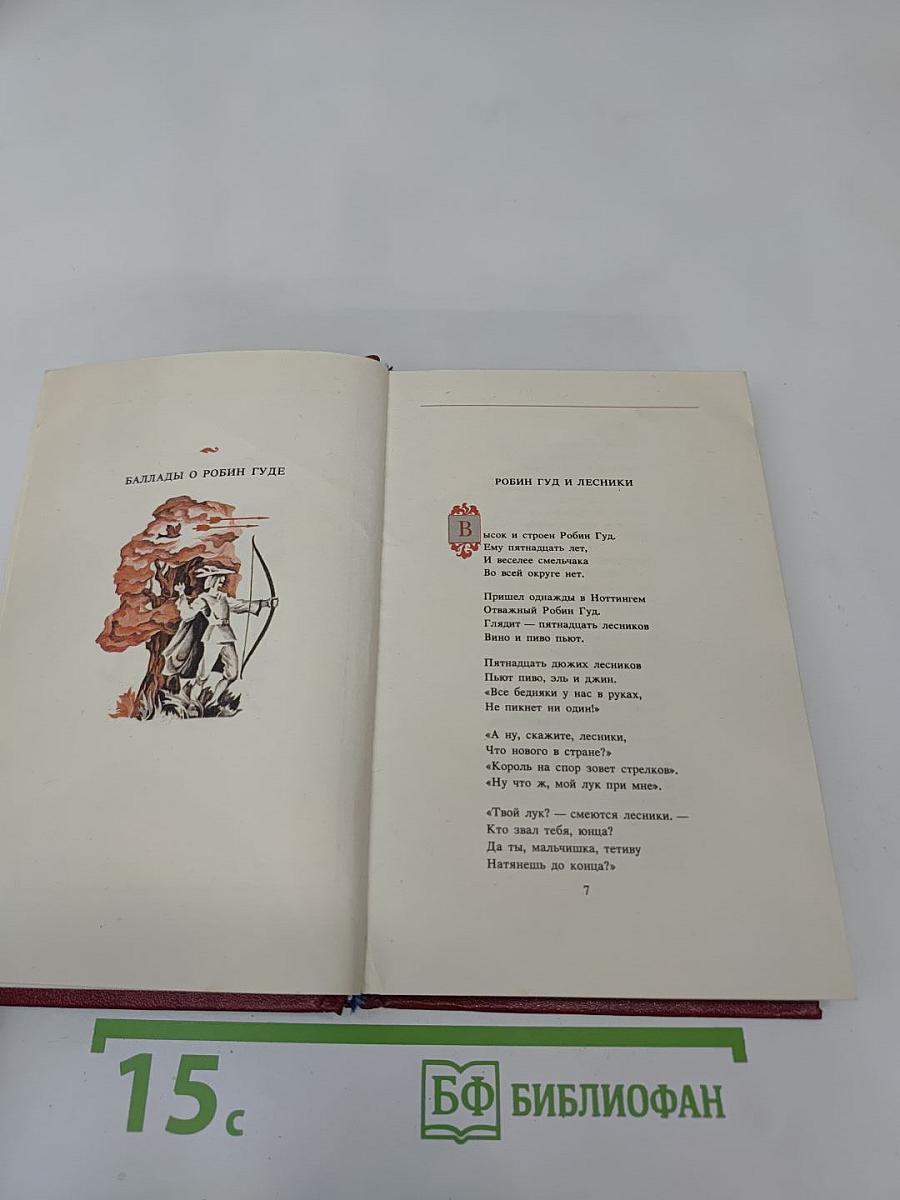 БАЛЛАДЫ О РОБИН ГУДЕ
РОБИН ГУД И ЛЕСНИКИ
Высок и строен Робин Гуд.
Ему пятнадцать лет,
И веселее смельчака
Во всей округе нет.
Пришел однажды в Ноттингем
Отважный Робин Гуд.
Глядит — пятнадцать лесников
Вино и пиво пьют.
Пятнадцать дюжих лесников
Пьют пиво, эль и джин.
«Все бедняки у нас в руках,
Не пикнет ни один!»
«А ну, скажите, лесники,
Что нового в стране?»
«Король на спор зовет стрелков».
«Ну что ж, мой лук при мне».
«Твой лук? — смеются лесники. —
Кто звал тебя, юнца?
Да ты, мальчишка, тетиву
Натянешь до конца?»
7
15 с
БФ БИБЛИОФАН